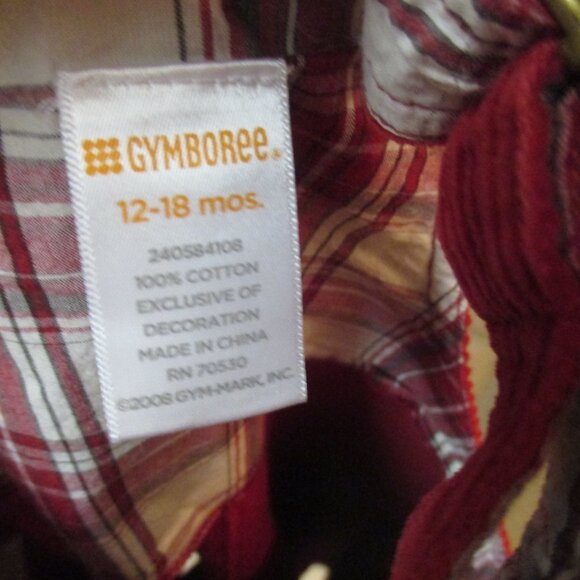 GYMBOREE®
12-18 mos.
240584108
100% COTTON
EXCLUSIVE OF
DECORATION
MADE IN CHINA
RN 70530
©2008 GYM-MARK, INC.